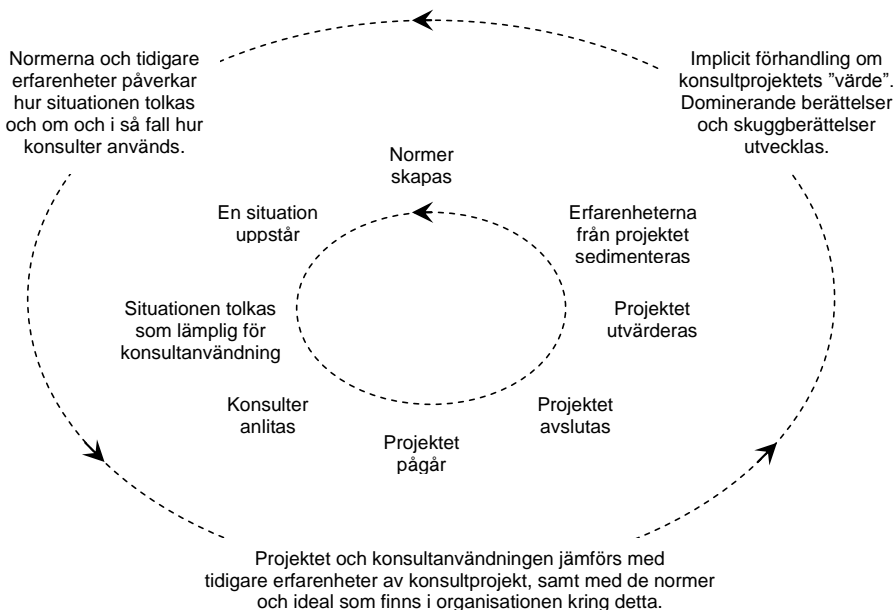 Normerna och tidigare
erfarenheter påverkar
hur situationen tolkas
och om och i så fall hur
konsulter används.
Implicit förhandling om
konsultprojektets ”värde”.
Dominerande berättelser
och skuggberättelser
utvecklas.
Normer
skapas
En situation
uppstår
Erfarenheterna
från projektet
sedimenteras
Situationen tolkas
som lämplig för
konsultanvändning
Projektet
utvärderas
Konsulter
anlitas
Projektet
pågår
Projektet
avslutas
Projektet och konsultanvändningen jämförs med
tidigare erfarenheter av konsultprojekt, samt med de normer
och ideal som finns i organisationen kring detta.